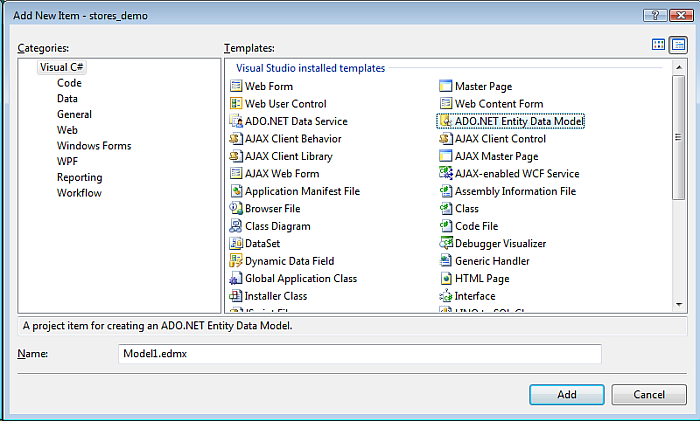 Add New Item - stores_demo
Categories:
Templates:
Visual C#
Code
Data
General
Web
Windows Forms
WPF
Reporting
Workflow
Visual Studio installed templates
Web Form
Master Page
Web User Control
Web Content Form
ADO.NET Data Service
ADO.NET Entity Data Model
AJAX Client Behavior
AJAX Client Control
AJAX Client Library
AJAX Master Page
AJAX Web Form
AJAX-enabled WCF Service
Application Manifest File
Assembly Information File
Browser File
Class
Class Diagram
Code File
DataSet
Debugger Visualizer
Dynamic Data Field
Generic Handler
Global Application Class
HTML Page
Installer Class
Interface
A project item for creating an ADO.NET Entity Data Model.
Name:
Model1.edmx
Add
Cancel